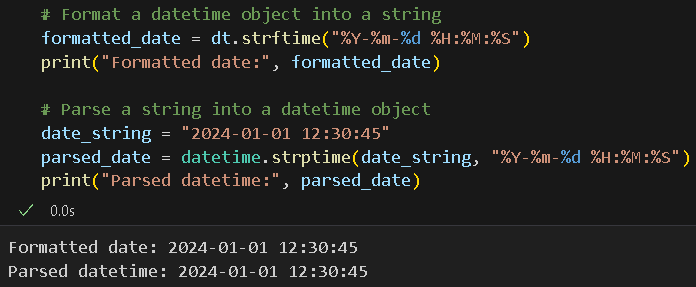 # Format a datetime object into a string
formatted_date = dt.strftime("%Y-%m-%d %H:%M:%S")
print("Formatted date:", formatted_date)
# Parse a string into a datetime object
date_string = "2024-01-01 12:30:45"
parsed_date = datetime.strptime(date_string, "%Y-%m-%d %H:%M:%S")
print("Parsed datetime:", parsed_date)
✓ 0.0s
Formatted date: 2024-01-01 12:30:45
Parsed datetime: 2024-01-01 12:30:45